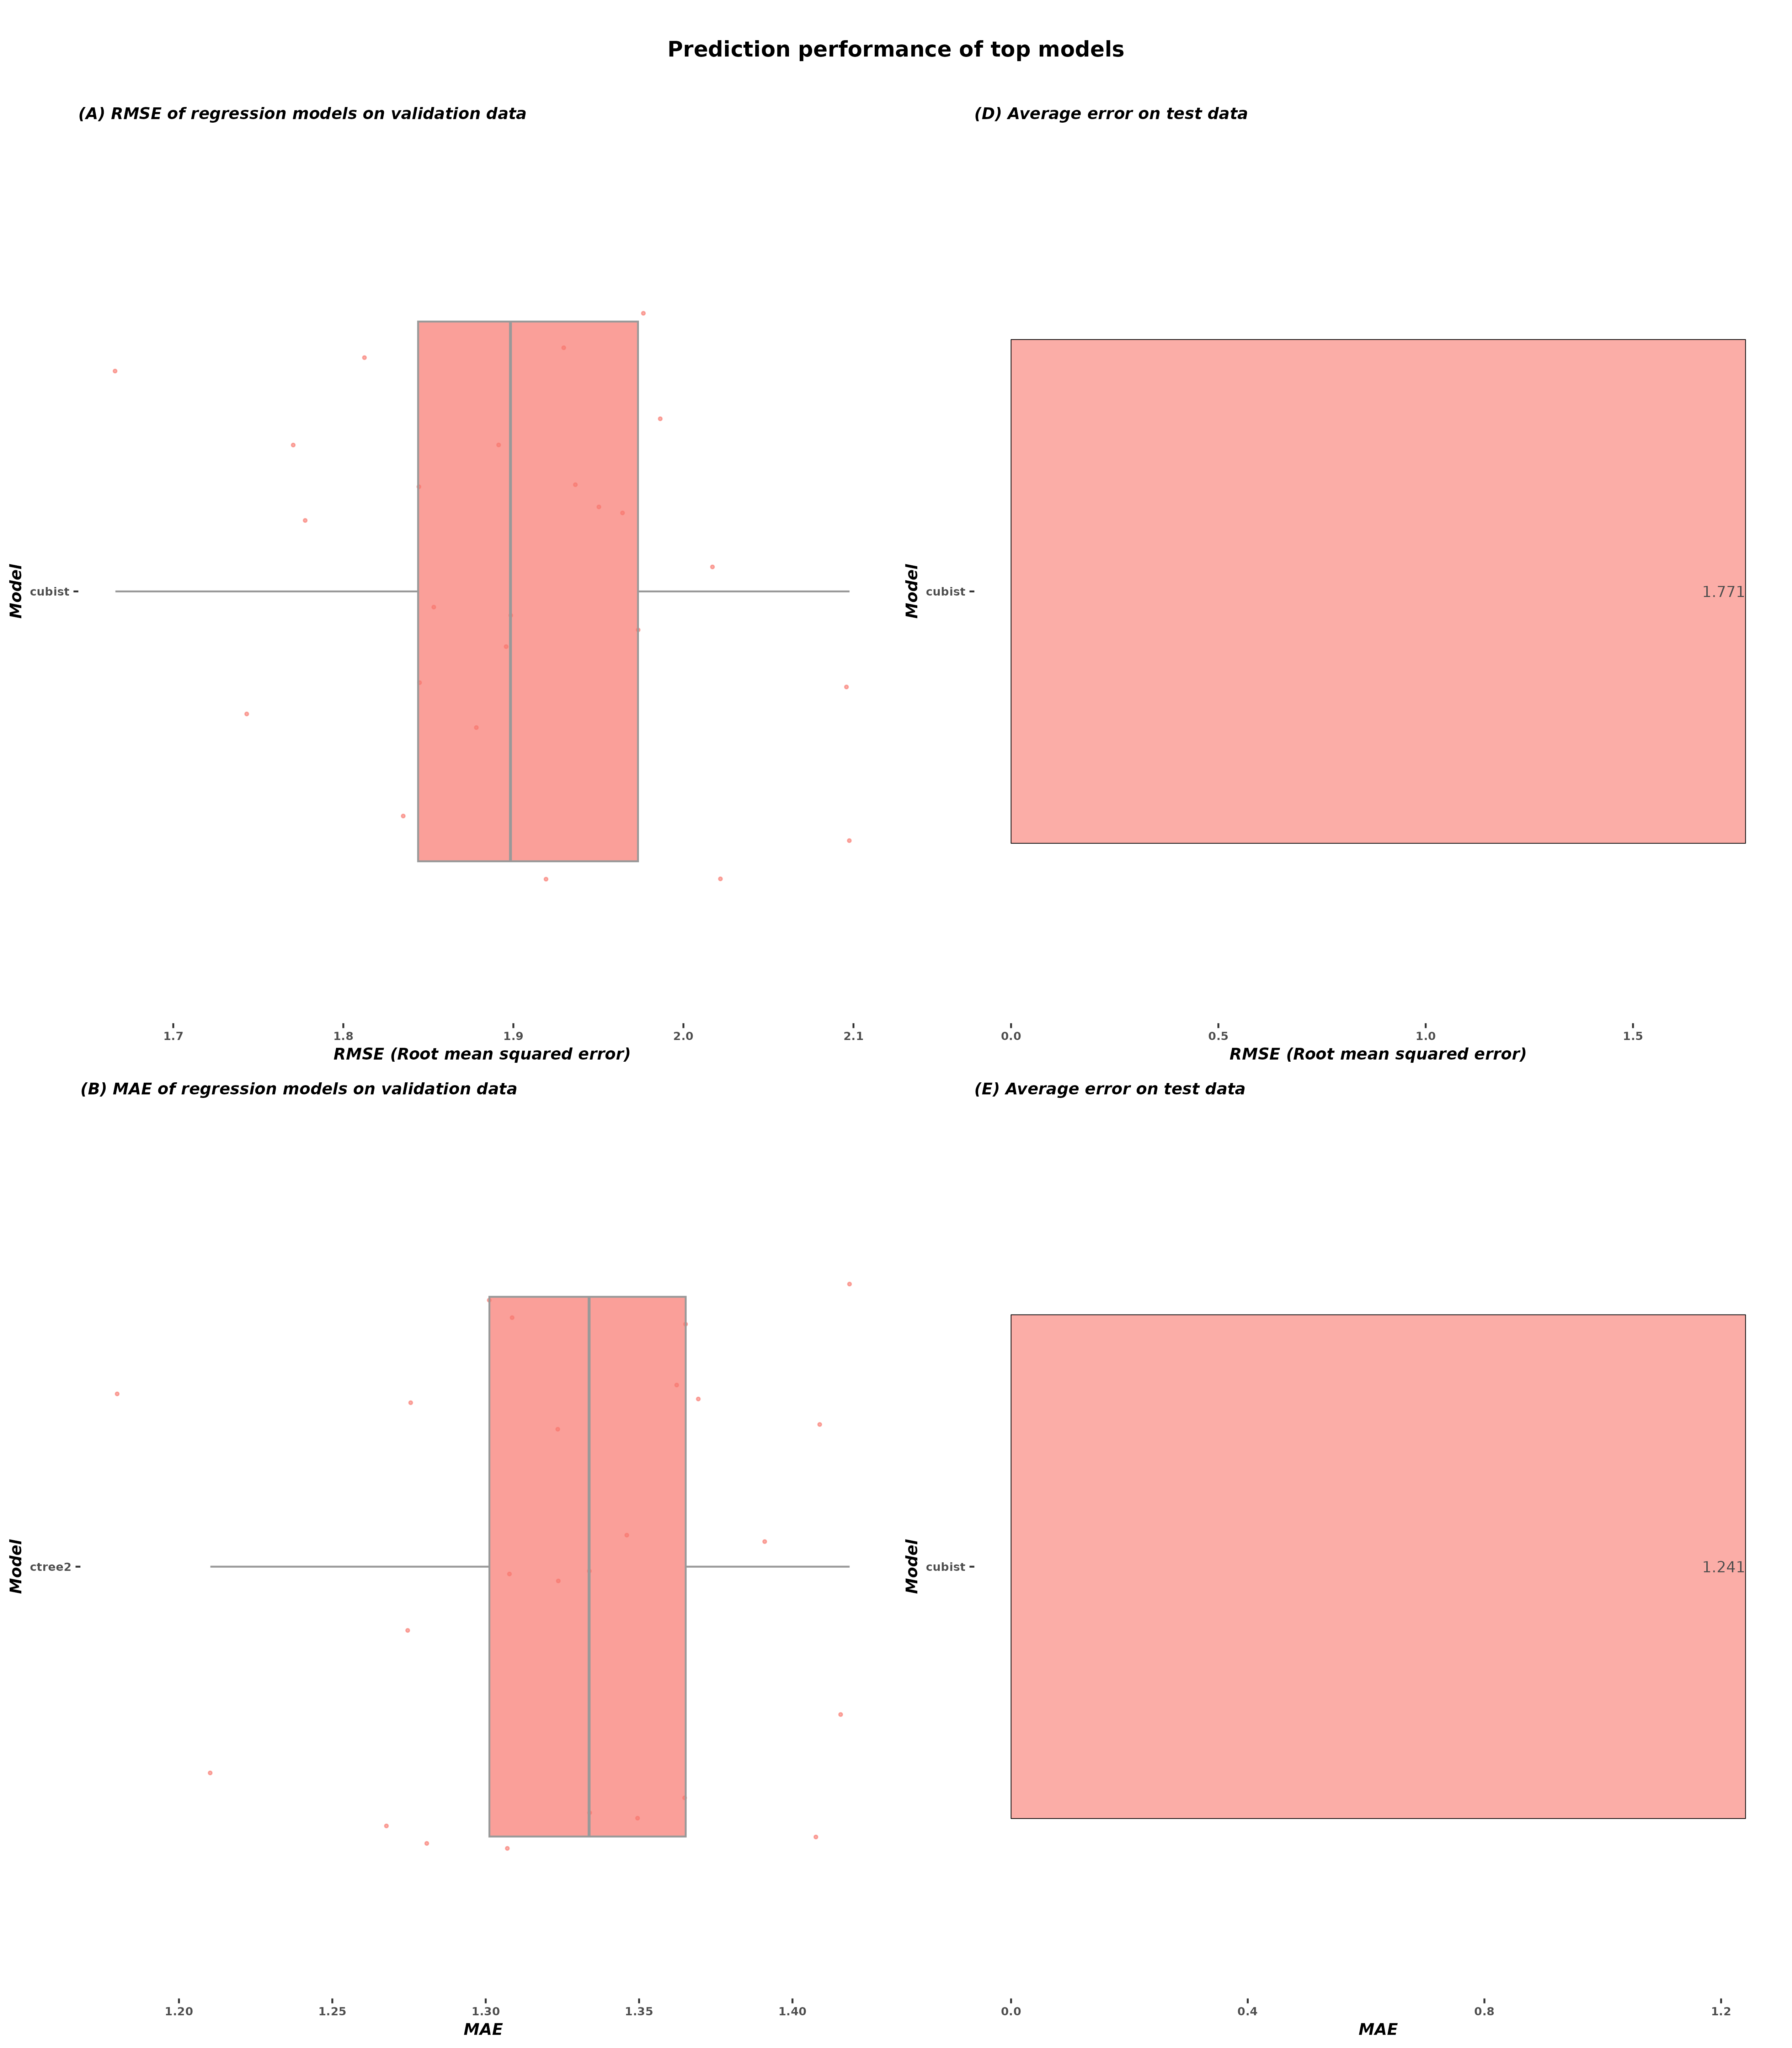 Prediction performance of top models
(A) RMSE of regression models on validation data
Model
cubist
1.7 1.8 1.9 2.0 2.1
RMSE (Root mean squared error)
(D) Average error on test data
Model
cubist
1.771
0.0 0.5 1.0 1.5
RMSE (Root mean squared error)
(B) MAE of regression models on validation data
Model
ctree2
1.20 1.25 1.30 1.35 1.40
MAE
(E) Average error on test data
Model
cubist
1.241
0.0 0.4 0.8 1.2
MAE